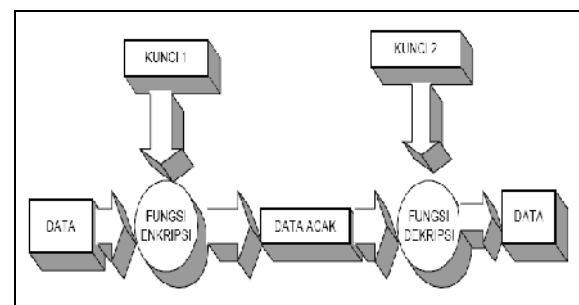 KUNCI 1
KUNCI 2
DATA
FUNGSI
ENKRIPSI
DATA ACAK
FUNGSI
DEKRIPSI
DATA